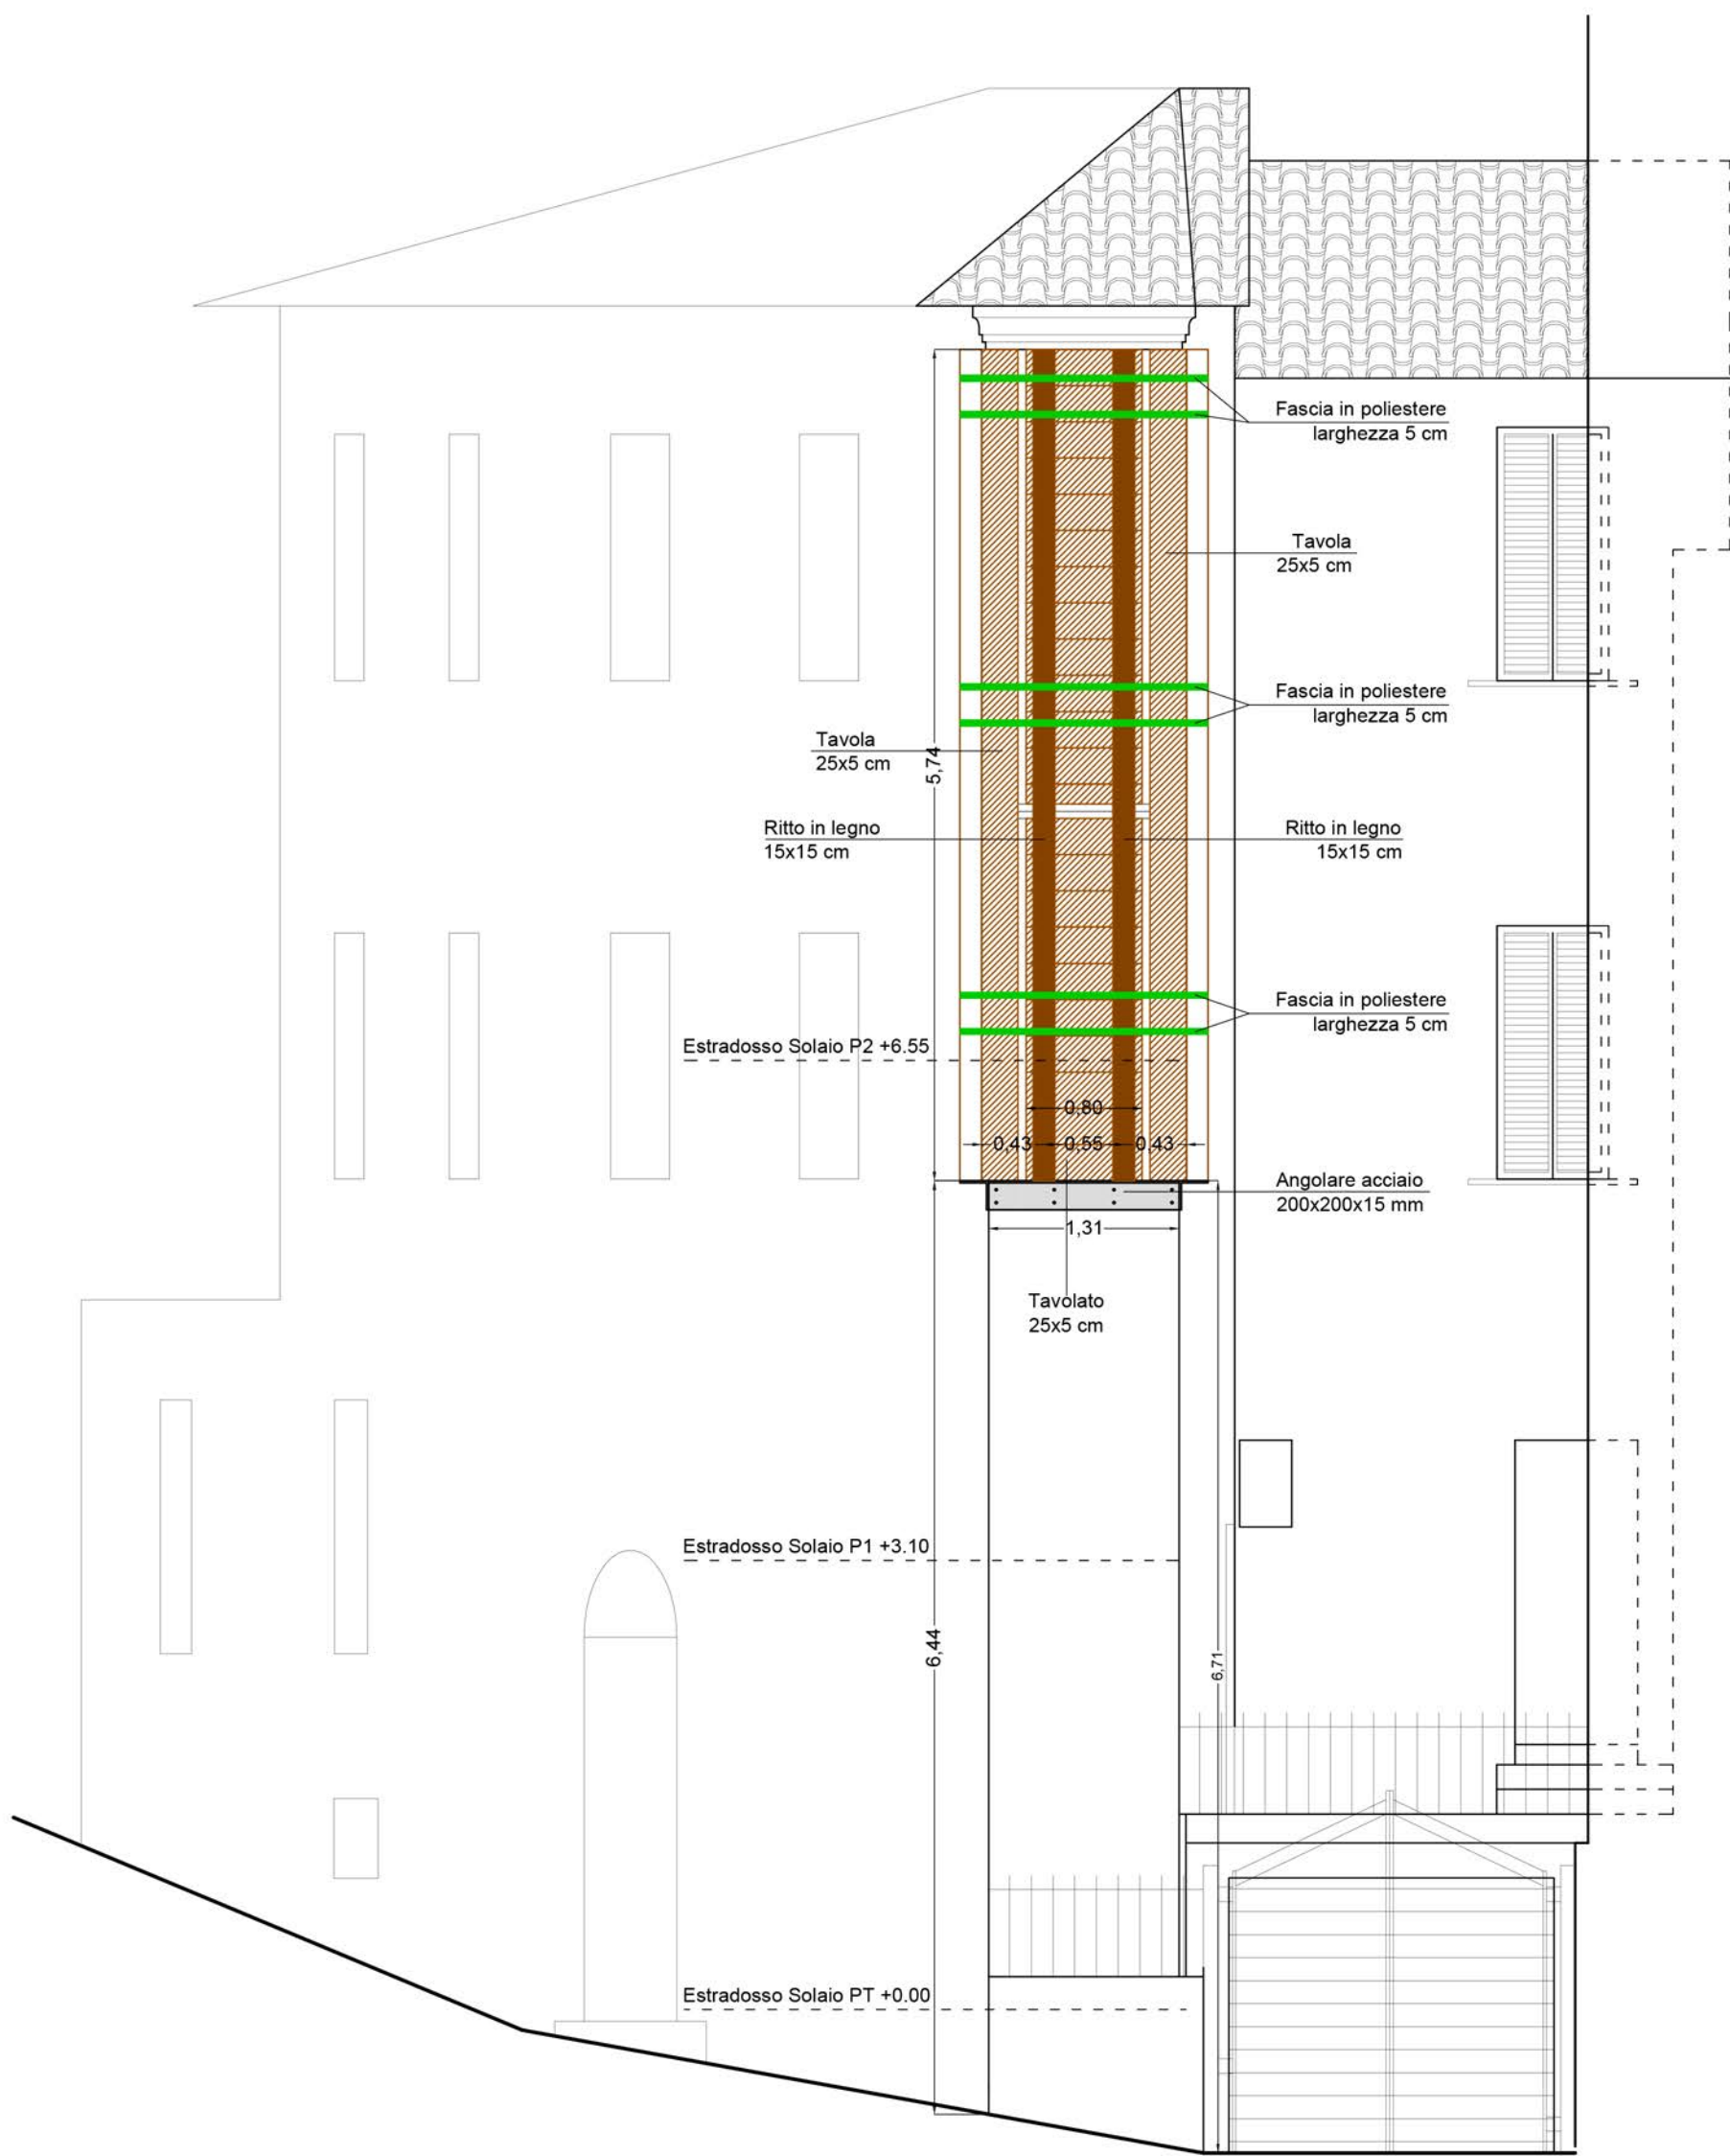 Fascia in poliestere
larghezza 5 cm
Tavola
25x5 cm
Fascia in poliestere
larghezza 5 cm
Tavola
25x5 cm
5,74
Ritto in legno
15x15 cm
Ritto in legno
15x15 cm
Fascia in poliestere
larghezza 5 cm
Estradosso Solaio P2 +6.55
0,80
0,43
0,55
0,43
Angolare acciaio
200x200x15 mm
1,31
Tavolato
25x5 cm
Estradosso Solaio P1 +3.10
6,44
6,71
Estradosso Solaio PT +0.00